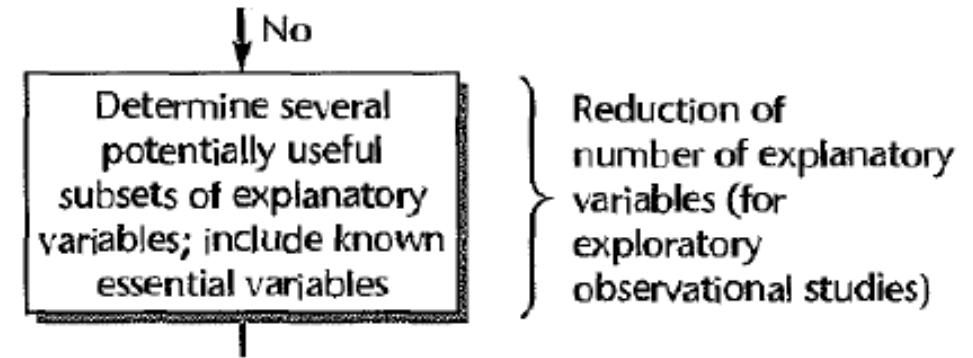 No
Determine several
potentially useful
subsets of explanatory
variables; include known
essential variables
Reduction of
number of explanatory
variables (for
exploratory
observational studies)